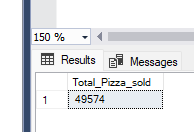 150 %
Results Messages
Total_Pizza_sold
1 49574